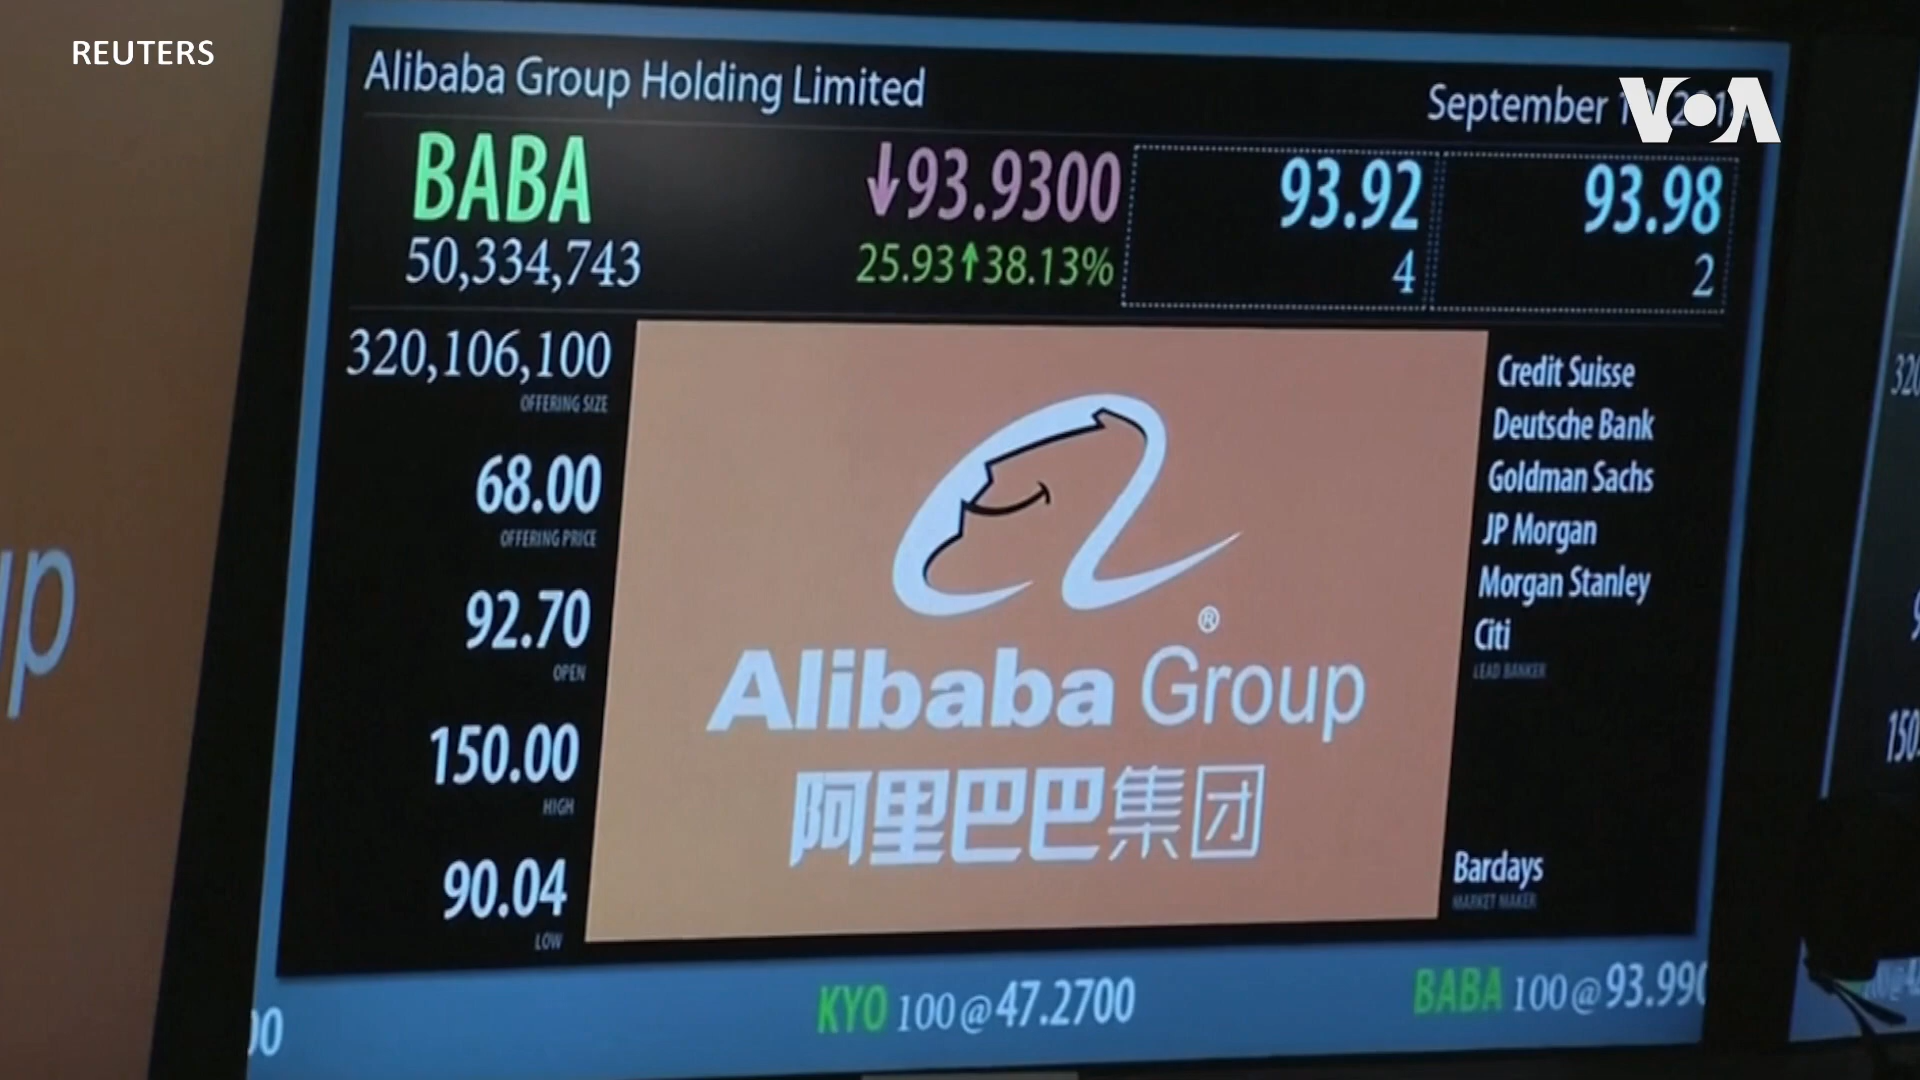 REUTERS
VOA
Alibaba Group Holding Limited
September
BABA
↓93.9300
93.92
93.98
50,334,743
25.93↑38.13%
4
2
320,106,100
OFFERING SIZE
68.00
OFFERING PRICE
92.70
OPEN
150.00
HIGH
90.04
LOW
Alibaba Group®
阿里巴巴集团
Credit Suisse
Deutsche Bank
Goldman Sachs
JP Morgan
Morgan Stanley
Citi
LEAD BANKER
Barclays
MARKET MAKER
up
KYO 100@47.2700
BABA 100@93.990